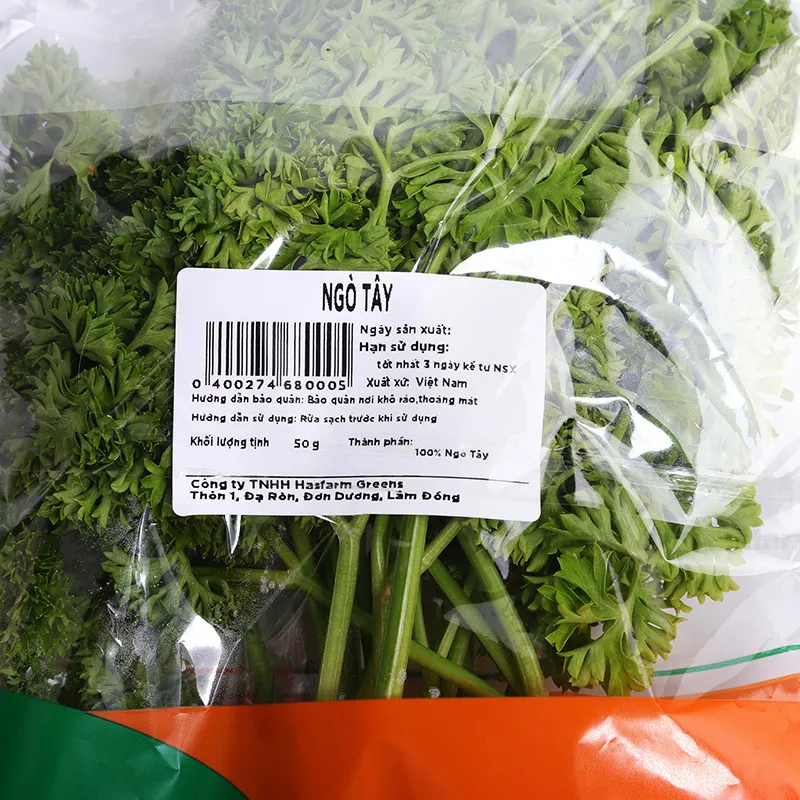 NGÒ TÂY
Ngày sản xuất:
Hạn sử dụng:
tốt nhất 3 ngày kể từ NSX
0 400274 680005
Xuất xứ: Việt Nam
Hướng dẫn bảo quản: Bảo quản nơi khô ráo,thoáng mát
Hướng dẫn sử dụng: Rửa sạch trước khi sử dụng
Khối lượng tịnh 50 g Thành phần:
100% Ngò Tây
Công ty TNHH Hasfarm Greens
Thôn 1, Đạ Ròn, Đơn Dương, Lâm Đồng